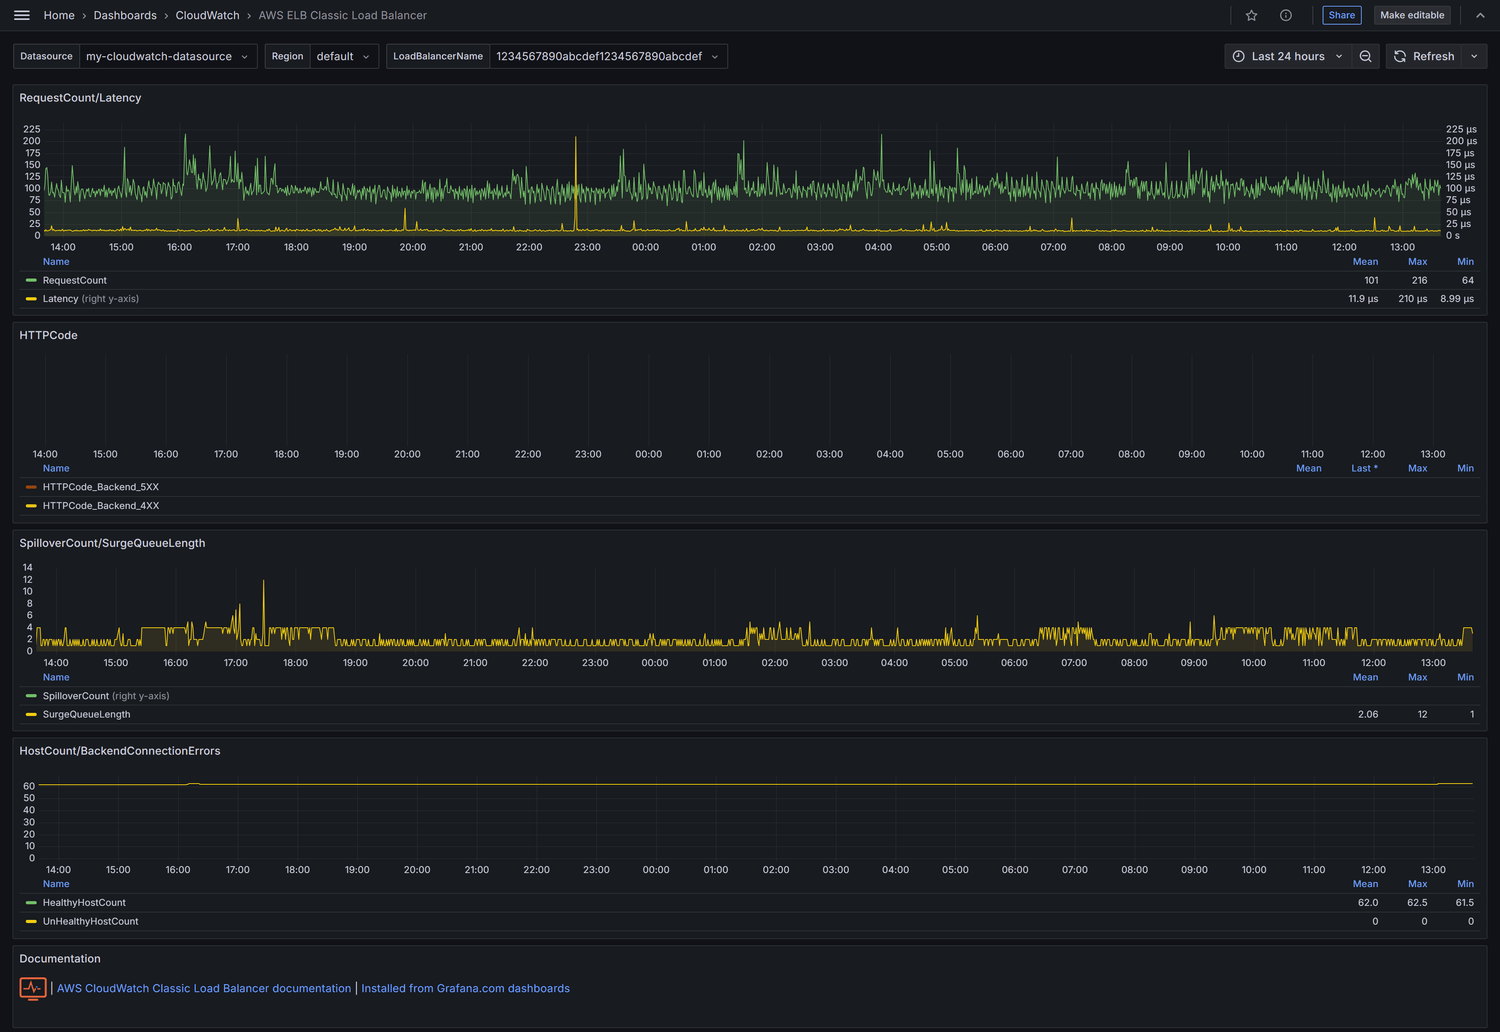 Home › Dashboards › CloudWatch › AWS ELB Classic Load Balancer Share Make editable
Datasource my-cloudwatch-datasource Region default LoadBalancerName 1234567890abcdef1234567890abcdef Last 24 hours Refresh
RequestCount/Latency
225 225 µs
200 200 µs
175 175 µs
150 150 µs
125 125 µs
100 100 µs
75 75 µs
50 50 µs
25 25 µs
0 0 s
14:00 15:00 16:00 17:00 18:00 19:00 20:00 21:00 22:00 23:00 00:00 01:00 02:00 03:00 04:00 05:00 06:00 07:00 08:00 09:00 10:00 11:00 12:00 13:00
Name Mean Max Min
RequestCount 101 216 64
Latency (right y-axis) 11.9 µs 210 µs 8.99 µs
HTTPCode
14:00 15:00 16:00 17:00 18:00 19:00 20:00 21:00 22:00 23:00 00:00 01:00 02:00 03:00 04:00 05:00 06:00 07:00 08:00 09:00 10:00 11:00 12:00 13:00
Name Mean Last * Max Min
HTTPCode_Backend_5XX
HTTPCode_Backend_4XX
SpilloverCount/SurgeQueueLength
14
12
10
8
6
4
2
0
14:00 15:00 16:00 17:00 18:00 19:00 20:00 21:00 22:00 23:00 00:00 01:00 02:00 03:00 04:00 05:00 06:00 07:00 08:00 09:00 10:00 11:00 12:00 13:00
Name Mean Max Min
SpilloverCount (right y-axis)
SurgeQueueLength 2.06 12 1
HostCount/BackendConnectionErrors
60
50
40
30
20
10
0
14:00 15:00 16:00 17:00 18:00 19:00 20:00 21:00 22:00 23:00 00:00 01:00 02:00 03:00 04:00 05:00 06:00 07:00 08:00 09:00 10:00 11:00 12:00 13:00
Name Mean Max Min
HealthyHostCount 62.0 62.5 61.5
UnHealthyHostCount 0 0 0
Documentation
| AWS CloudWatch Classic Load Balancer documentation | Installed from Grafana.com dashboards